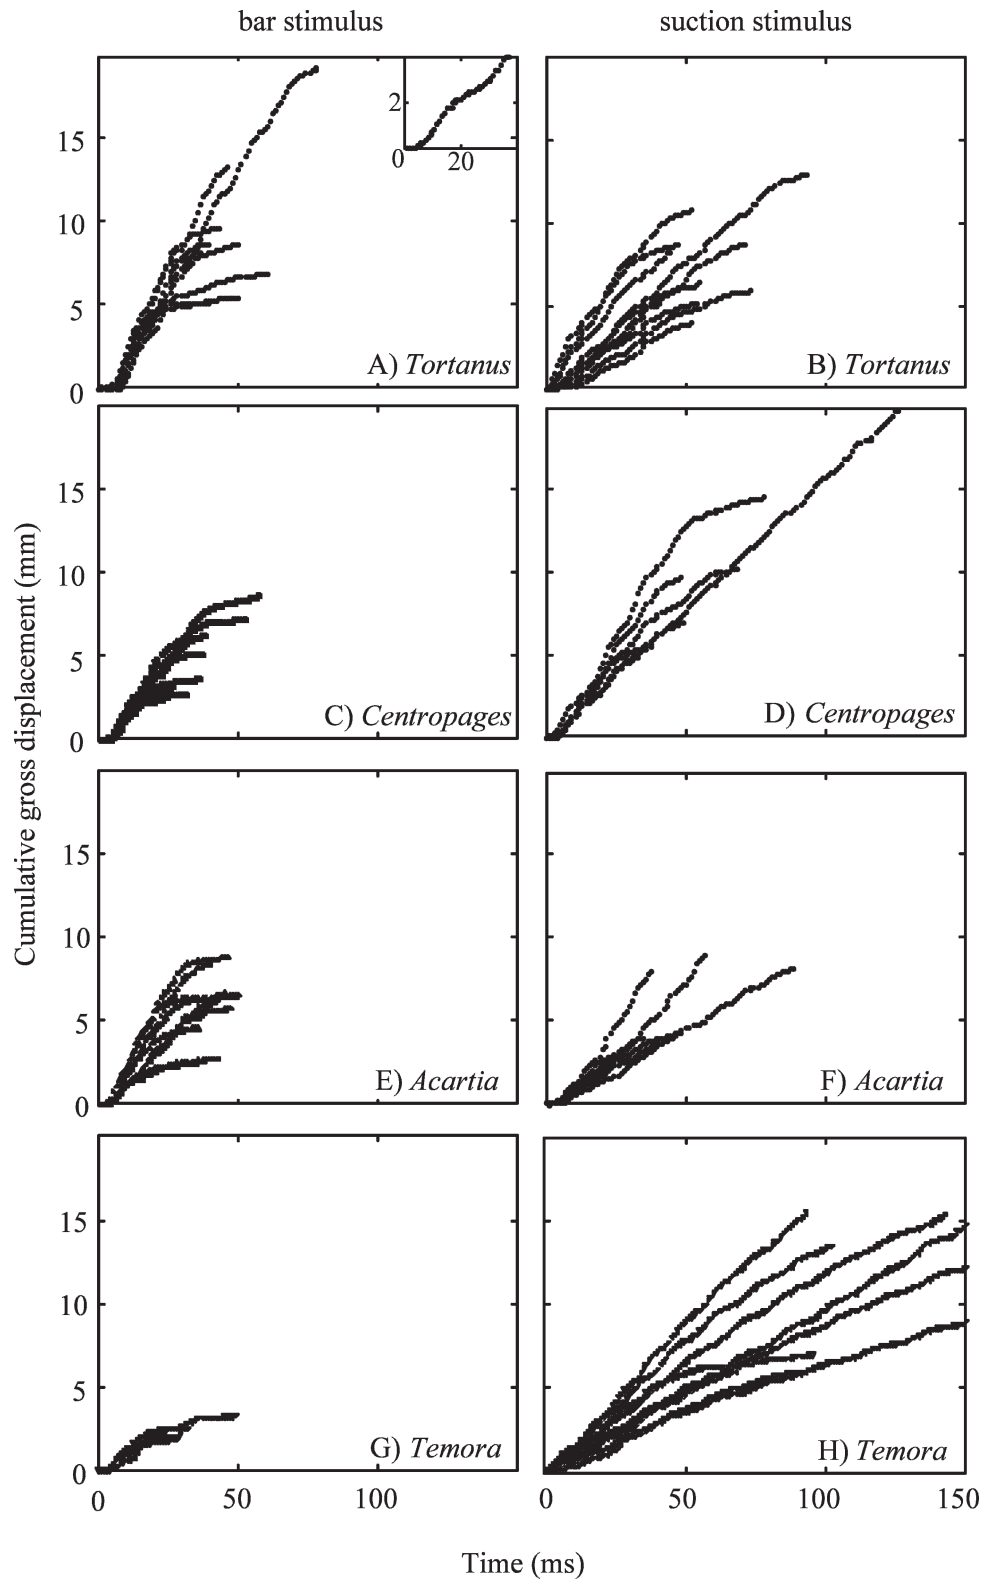 bar stimulus
suction stimulus
15
10
5
0
2
0
20
A) Tortanus
B) Tortanus
15
10
5
0
C) Centropages
D) Centropages
Cumulative gross displacement (mm)
15
10
5
0
E) Acartia
F) Acartia
15
10
5
0
G) Temora
H) Temora
0 50 100
0 50 100 150
Time (ms)